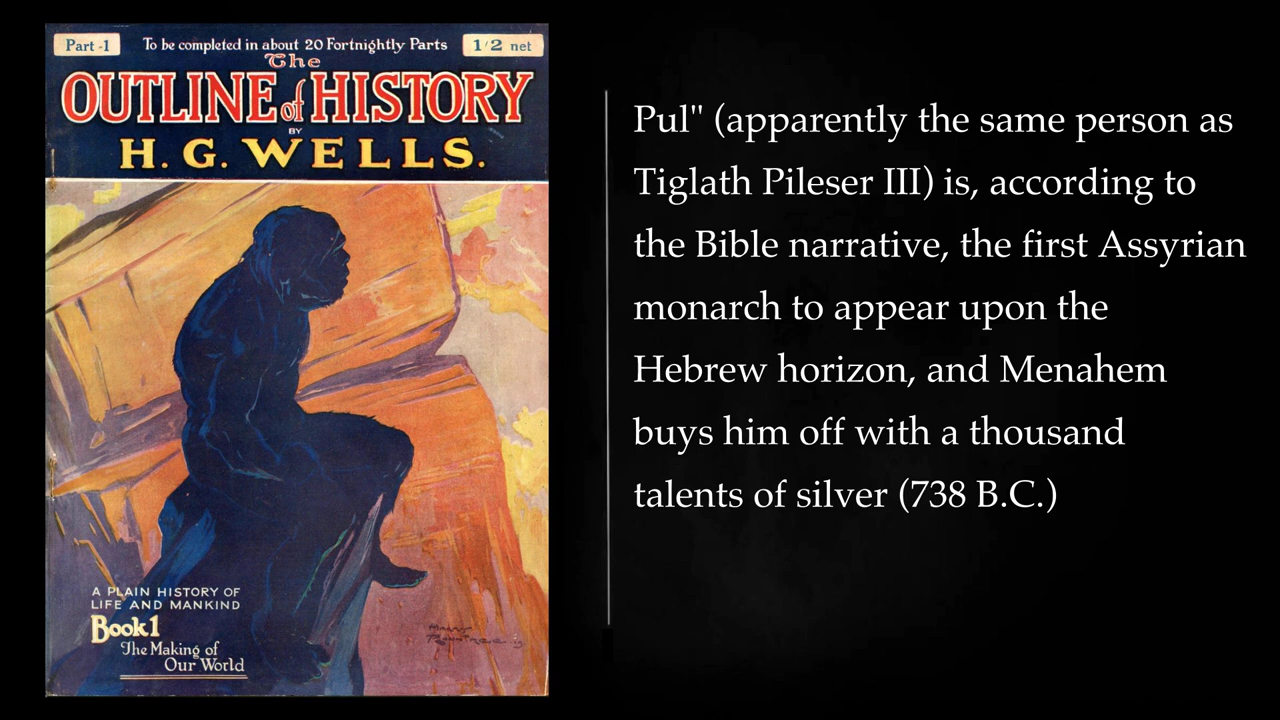 Part -1
To be completed in about 20 Fortnightly Parts
1/2 net
The
OUTLINE of HISTORY
BY
H. G. WELLS.
A PLAIN HISTORY OF
LIFE AND MANKIND
Book 1
The Making of
Our World
Pul" (apparently the same person as
Tiglath Pileser III) is, according to
the Bible narrative, the first Assyrian
monarch to appear upon the
Hebrew horizon, and Menahem
buys him off with a thousand
talents of silver (738 B.C.)